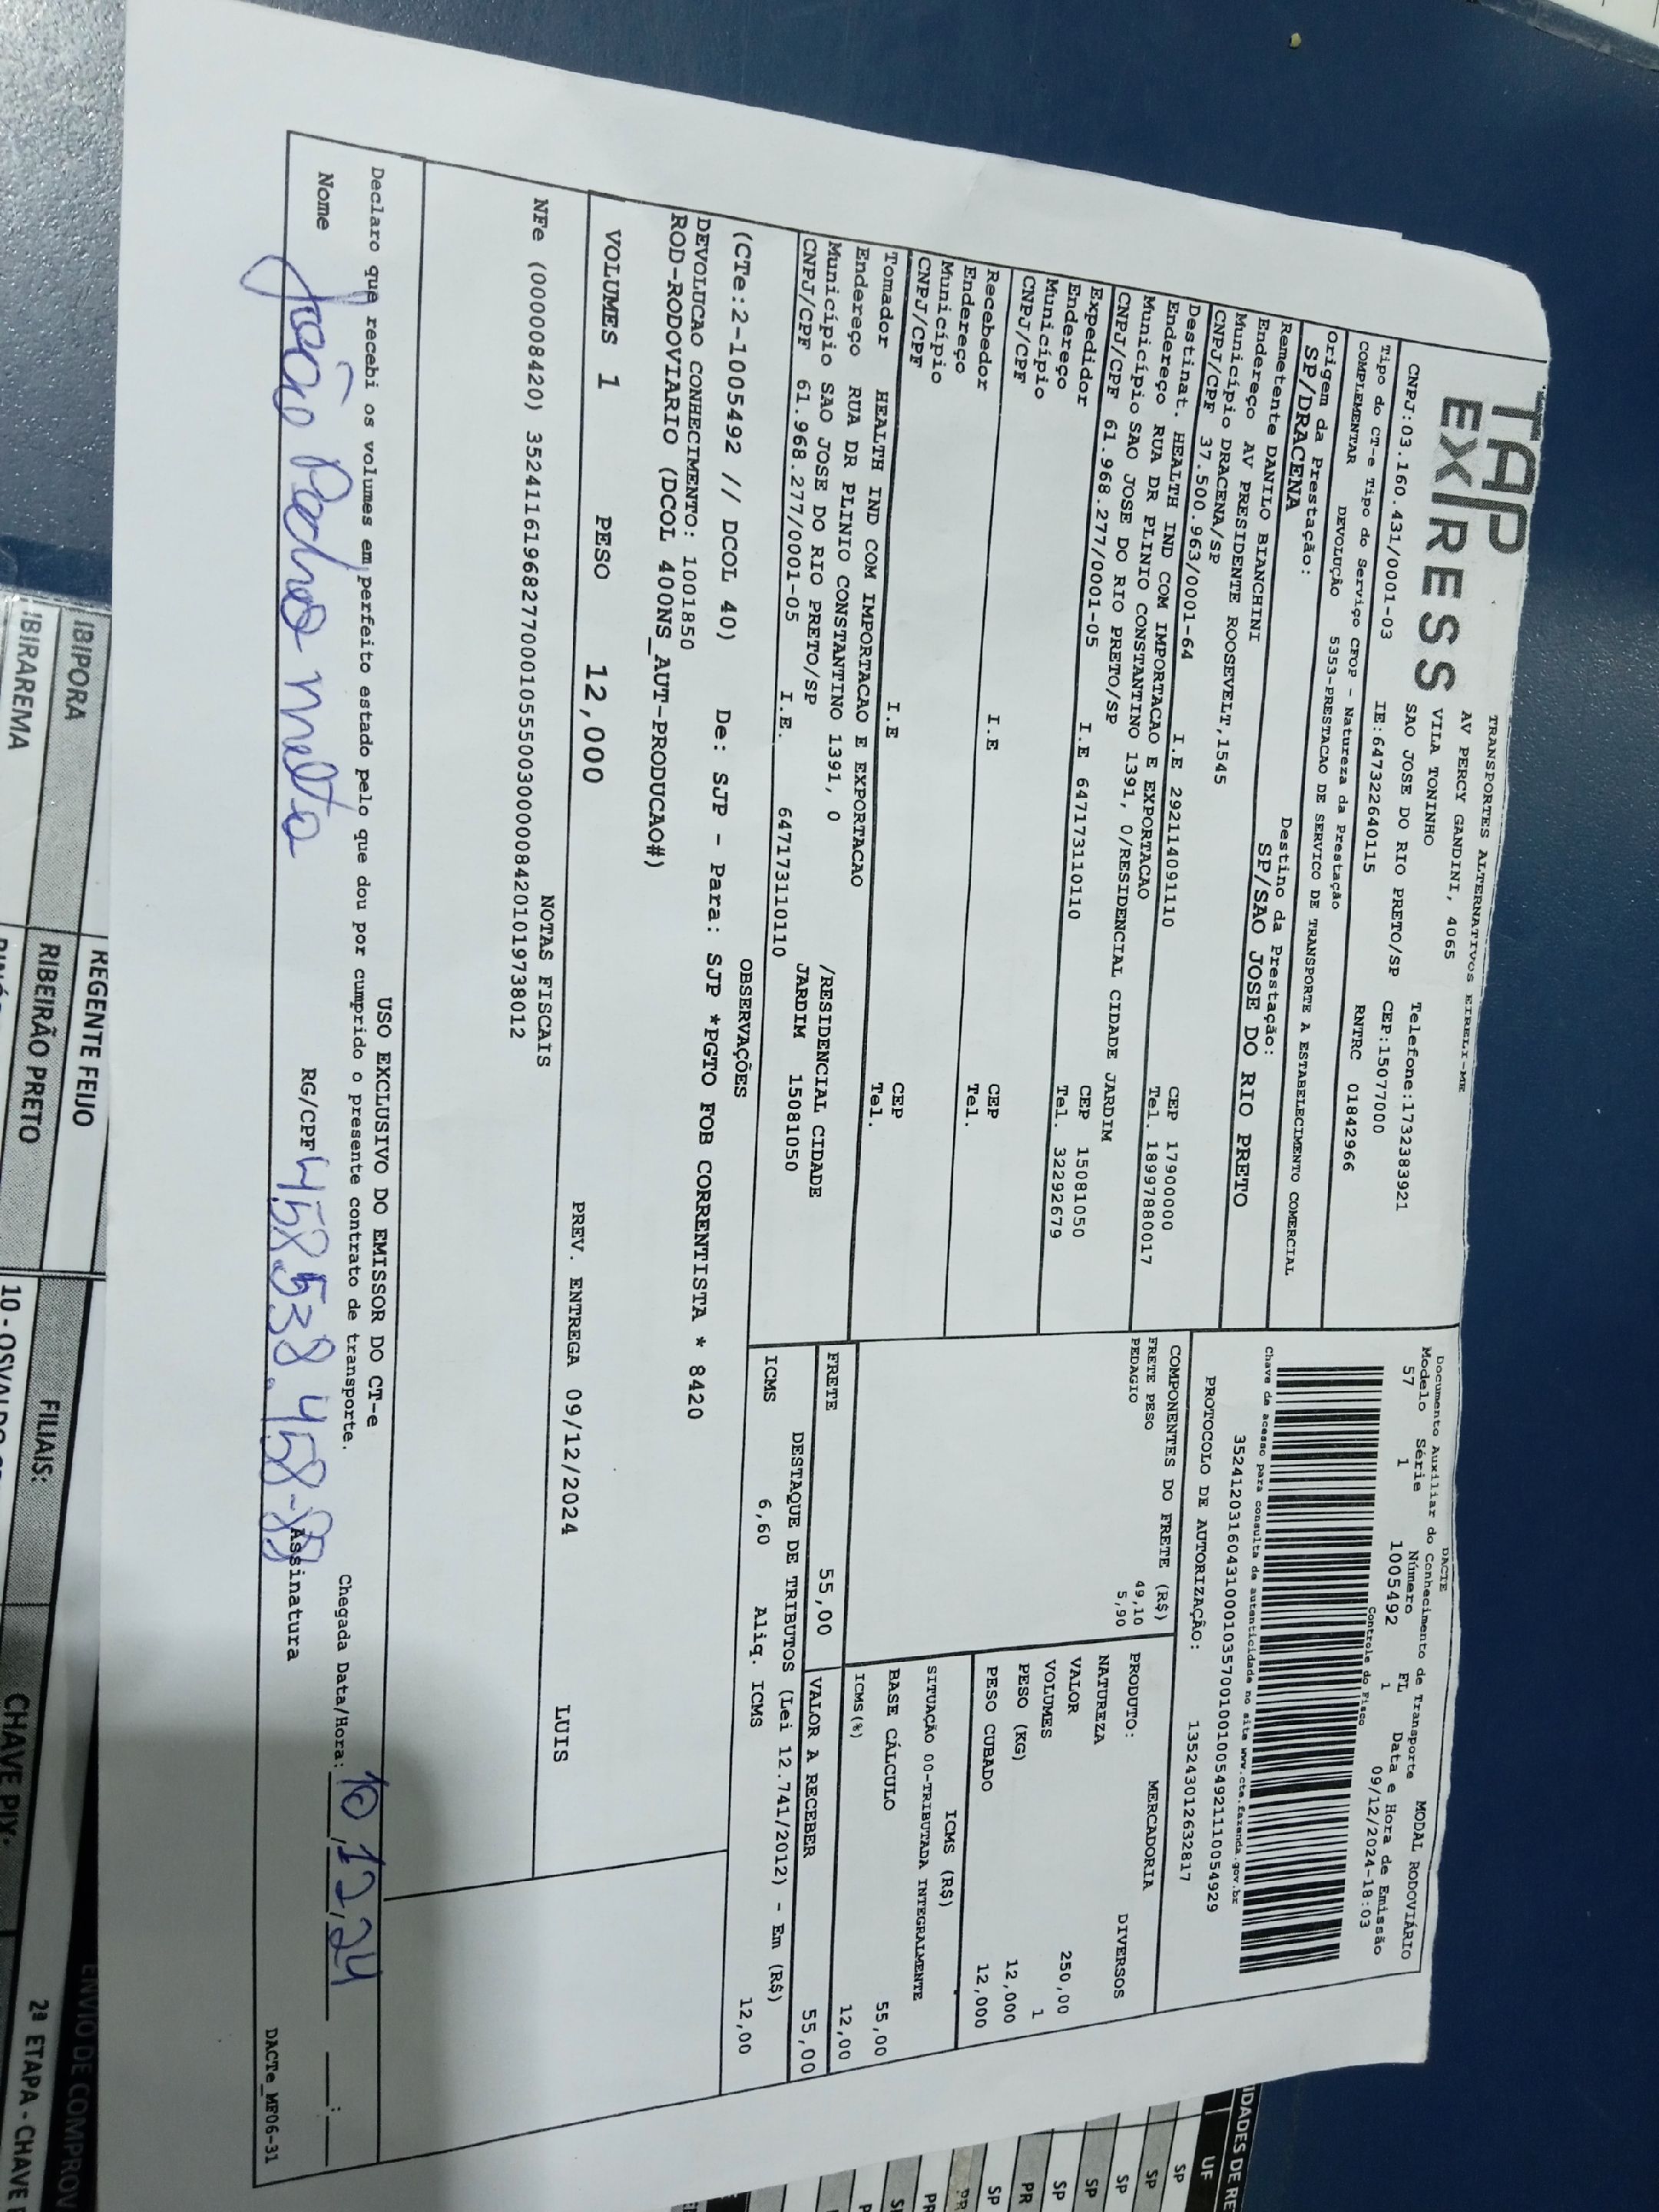 TAP
EXPRESS
TRANSPORTES ALTERNATIVOS EIRELI-ME
AV PERCY GANDINI, 4065
VILA TONINHO
SAO JOSE DO RIO PRETO/SP
Telefone:1732383921
CNPJ:03.160.431/0001-03 IE:647322640115 CEP:15077000
RNTRC 01842966
Tipo do CT-e Tipo do Serviço CFOP - Natureza da Prestação
COMPLEMENTAR DEVOLUÇÃO 5353-PRESTACAO DE SERVICO DE TRANSPORTE A ESTABELECIMENTO COMERCIAL
Origem da Prestação: Destino da Prestação:
SP/DRACENA SP/SAO JOSE DO RIO PRETO
Remetente DANILO BIANCHINI
Endereço AV PRESIDENTE ROOSEVELT,1545
Município DRACENA/SP CEP 17900000
CNPJ/CPF 37.500.963/0001-64 I.E 292114091110 Tel. 18997880017
Destinat. HEALTH IND COM IMPORTACAO E EXPORTACAO
Endereço RUA DR PLINIO CONSTANTINO 1391, 0/RESIDENCIAL CIDADE JARDIM
Município SAO JOSE DO RIO PRETO/SP CEP 15081050
CNPJ/CPF 61.968.277/0001-05 I.E 647173110110 Tel. 32292679
Expedidor
Endereço
Município CEP
CNPJ/CPF I.E Tel.
Recebedor
Endereço
Município CEP
CNPJ/CPF I.E Tel.
Tomador HEALTH IND COM IMPORTACAO E EXPORTACAO
Endereço RUA DR PLINIO CONSTANTINO 1391, 0 /RESIDENCIAL CIDADE
Município SAO JOSE DO RIO PRETO/SP JARDIM 15081050
CNPJ/CPF 61.968.277/0001-05 I.E. 647173110110
DACTE
Documento Auxiliar do Conhecimento de Transporte MODAL RODOVIÁRIO
Modelo Série Número FL Data e Hora de Emissão
57 1 1005492 1 09/12/2024-18:03
Controle do Fisco
Chave de acesso para consulta de autenticidade no site www.cte.fazenda.gov.br
35241203160431000103570010010054921110054929
PROTOCOLO DE AUTORIZAÇÃO: 135243012632817
COMPONENTES DO FRETE (R$)
FRETE PESO 49,10
PEDAGIO 5,90
MERCADORIA
PRODUTO: DIVERSOS
NATUREZA
VALOR 250,00
VOLUMES 1
PESO (KG) 12,000
PESO CUBADO 12,000
ICMS (R$)
SITUAÇÃO 00-TRIBUTADA INTEGRALMENTE
BASE CÁLCULO 55,00
ICMS(%) 12,00
FRETE 55,00 VALOR A RECEBER 55,00
DESTAQUE DE TRIBUTOS (Lei 12.741/2012) - Em (R$)
ICMS 6,60 Aliq. ICMS 12,00
OBSERVAÇÕES
(CTe:2-1005492 // DCOL 40) De: SJP - Para: SJP *PGTO FOB CORRENTISTA * 8420
DEVOLUCAO CONHECIMENTO: 1001850
ROD-RODOVIARIO (DCOL 400NS_AUT-PRODUCAO#)
VOLUMES 1 PESO 12,000 PREV. ENTREGA 09/12/2024 LUIS
NOTAS FISCAIS
NFe (000008420) 35241161968277000105550030000084201019738012
USO EXCLUSIVO DO EMISSOR DO CT-e
Declaro que recebi os volumes em perfeito estado pelo que dou por cumprido o presente contrato de transporte.
Chegada Data/Hora: 10,12,24 __:__
Nome João Pedro RG/CPF 458.538.458-88 Assinatura
DACTe_MF06-31
IBIPORA
IBIRAREMA
REGENTE FEIJO
RIBEIRÃO PRETO
FILIAIS:
CHAVE PIX:
2ª ETAPA - CHAVE
UF
SP
SP
SP
SP
SP
PR
SP
PR